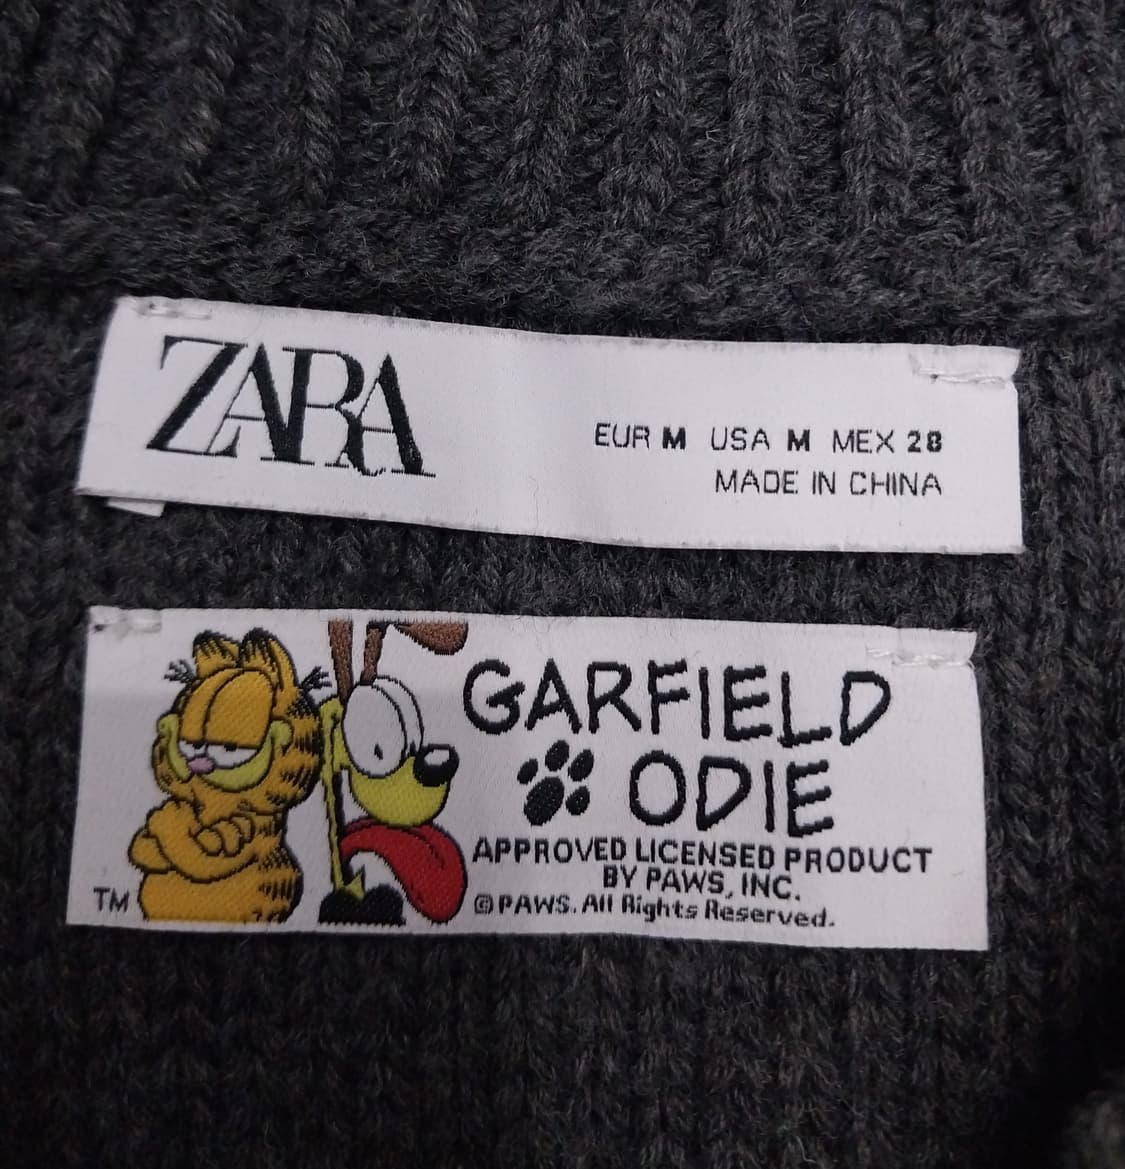 ZARA
EUR M USA M MEX 28
MADE IN CHINA
GARFIELD
ODIE
APPROVED LICENSED PRODUCT
BY PAWS, INC.
©PAWS. All Rights Reserved.
TM